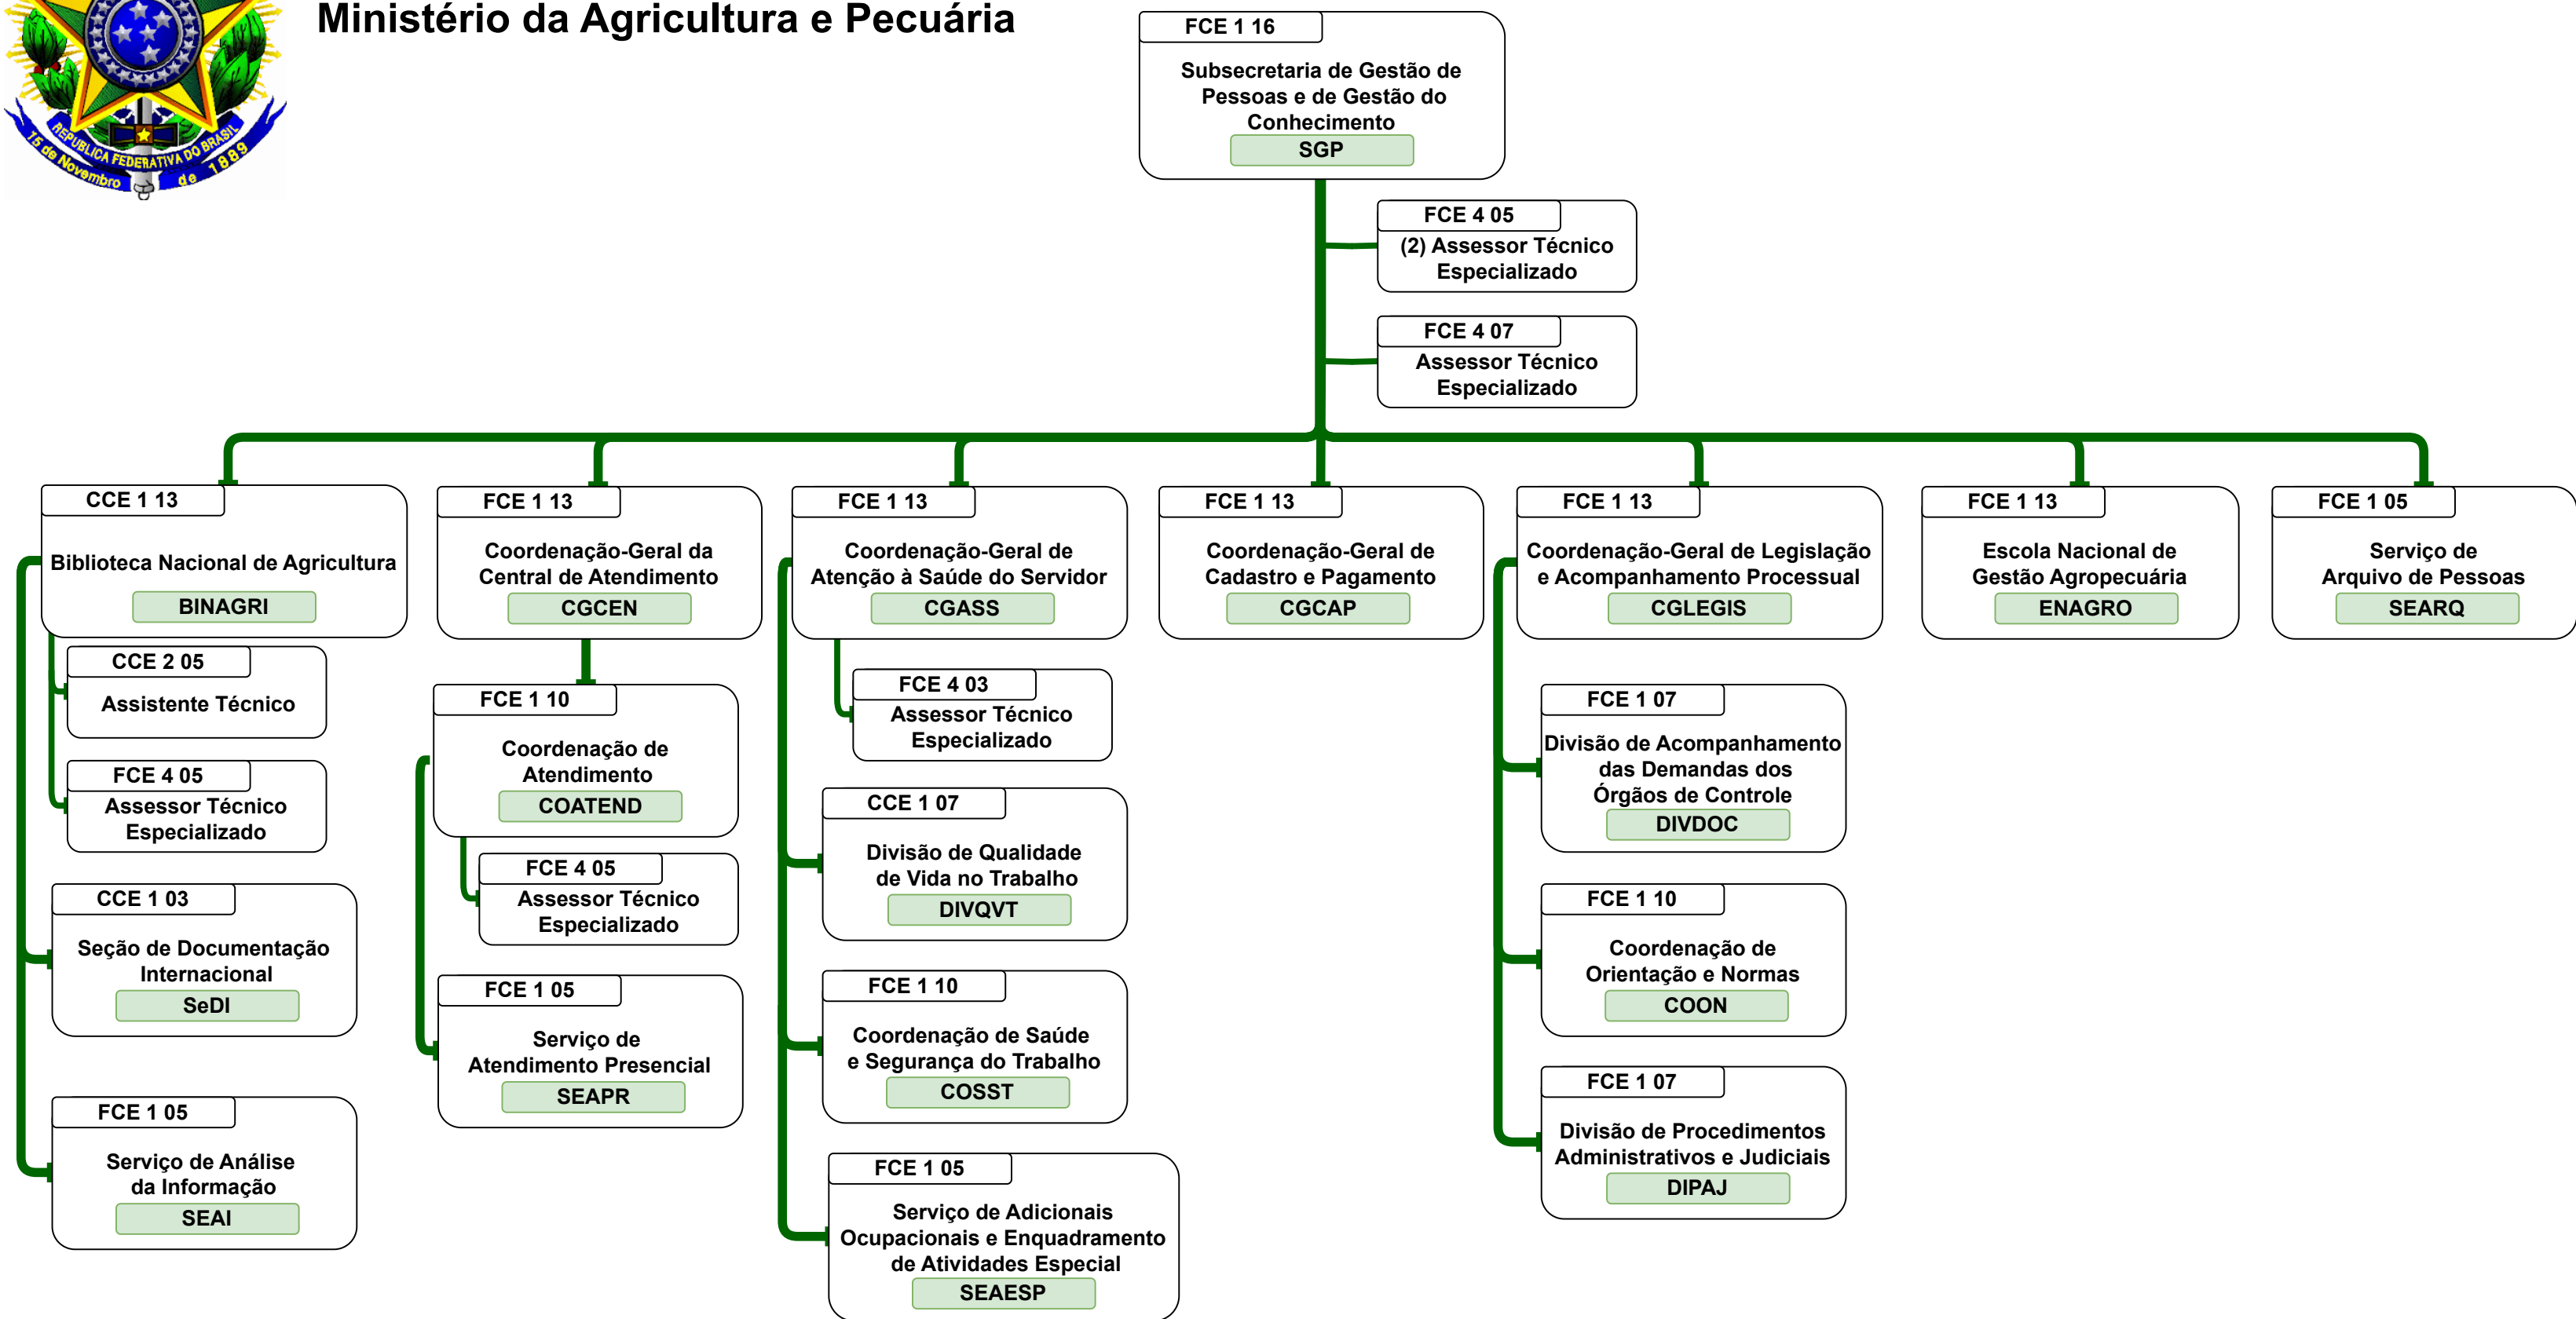 Ministério da Agricultura e Pecuária
REPUBLICA FEDERATIVA DO BRASIL
15 de Novembro de 1889
FCE 1 16
Subsecretaria de Gestão de
Pessoas e de Gestão do
Conhecimento
SGP
FCE 4 05
(2) Assessor Técnico
Especializado
FCE 4 07
Assessor Técnico
Especializado
CCE 1 13
Biblioteca Nacional de Agricultura
BINAGRI
CCE 2 05
Assistente Técnico
FCE 4 05
Assessor Técnico
Especializado
CCE 1 03
Seção de Documentação
Internacional
SeDI
FCE 1 05
Serviço de Análise
da Informação
SEAI
FCE 1 13
Coordenação-Geral da
Central de Atendimento
CGCEN
FCE 1 10
Coordenação de
Atendimento
COATEND
FCE 4 05
Assessor Técnico
Especializado
FCE 1 05
Serviço de
Atendimento Presencial
SEAPR
FCE 1 13
Coordenação-Geral de
Atenção à Saúde do Servidor
CGASS
FCE 4 03
Assessor Técnico
Especializado
CCE 1 07
Divisão de Qualidade
de Vida no Trabalho
DIVQVT
FCE 1 10
Coordenação de Saúde
e Segurança do Trabalho
COSST
FCE 1 05
Serviço de Adicionais
Ocupacionais e Enquadramento
de Atividades Especial
SEAESP
FCE 1 13
Coordenação-Geral de
Cadastro e Pagamento
CGCAP
FCE 1 13
Coordenação-Geral de Legislação
e Acompanhamento Processual
CGLEGIS
FCE 1 07
Divisão de Acompanhamento
das Demandas dos
Órgãos de Controle
DIVDOC
FCE 1 10
Coordenação de
Orientação e Normas
COON
FCE 1 07
Divisão de Procedimentos
Administrativos e Judiciais
DIPAJ
FCE 1 13
Escola Nacional de
Gestão Agropecuária
ENAGRO
FCE 1 05
Serviço de
Arquivo de Pessoas
SEARQ